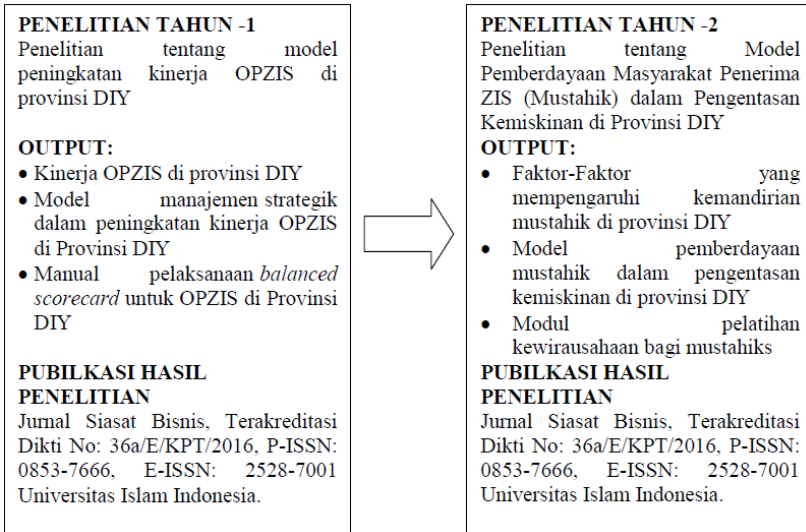 PENELITIAN TAHUN -1
Penelitian tentang model
peningkatan kinerja OPZIS di
provinsi DIY
OUTPUT:
• Kinerja OPZIS di provinsi DIY
• Model manajemen strategik
dalam peningkatan kinerja OPZIS
di Provinsi DIY
• Manual pelaksanaan balanced
scorecard untuk OPZIS di Provinsi
DIY
PUBILKASI HASIL
PENELITIAN
Jurnal Siasat Bisnis, Terakreditasi
Dikti No: 36a/E/KPT/2016, P-ISSN:
0853-7666, E-ISSN: 2528-7001
Universitas Islam Indonesia.
PENELITIAN TAHUN -2
Penelitian tentang Model
Pemberdayaan Masyarakat Penerima
ZIS (Mustahik) dalam Pengentasan
Kemiskinan di Provinsi DIY
OUTPUT:
• Faktor-Faktor yang
mempengaruhi kemandirian
mustahik di provinsi DIY
• Model pemberdayaan
mustahik dalam pengentasan
kemiskinan di provinsi DIY
• Modul pelatihan
kewirausahaan bagi mustahiks
PUBILKASI HASIL
PENELITIAN
Jurnal Siasat Bisnis, Terakreditasi
Dikti No: 36a/E/KPT/2016, P-ISSN:
0853-7666, E-ISSN: 2528-7001
Universitas Islam Indonesia.